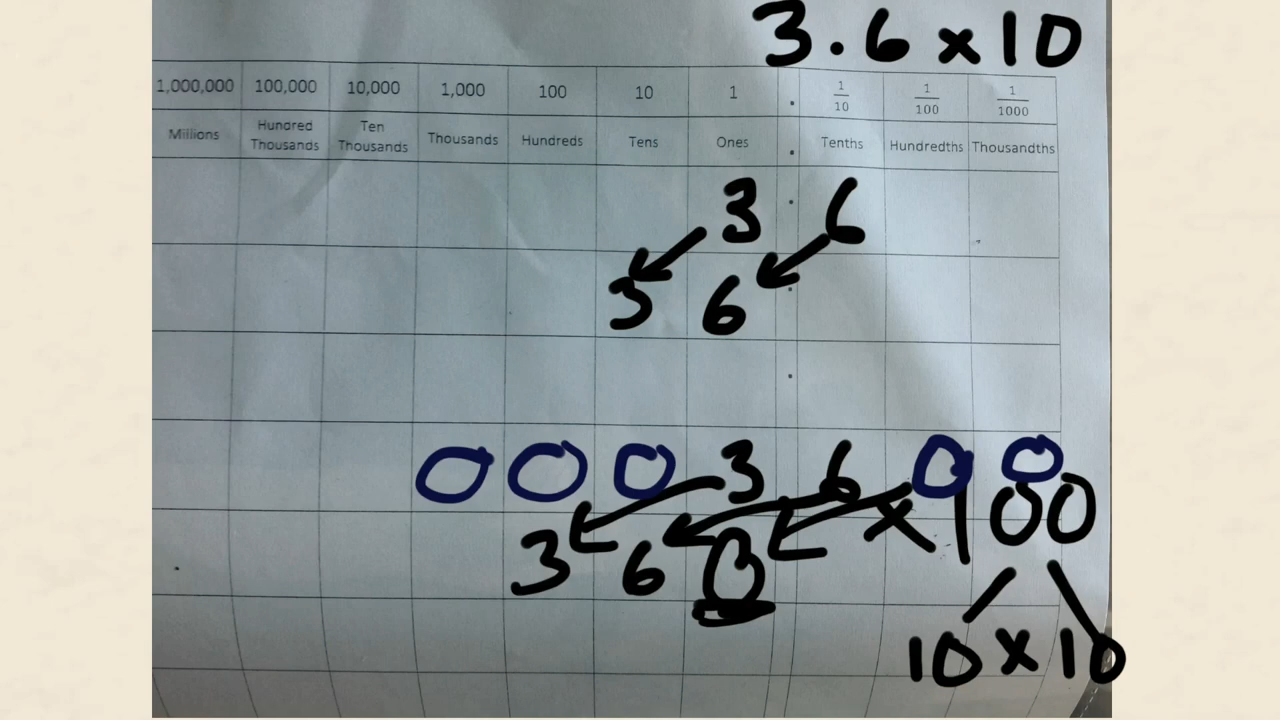 3.6 x 10
1,000,000 100,000 10,000 1,000 100 10 1 . 1/10 1/100 1/1000
Millions Hundred Thousands Ten Thousands Thousands Hundreds Tens Ones . Tenths Hundredths Thousandths
3 . 6
3 6 .
.
0 0 0 3 6 0 0
x 100
3 6 0
10 x 10